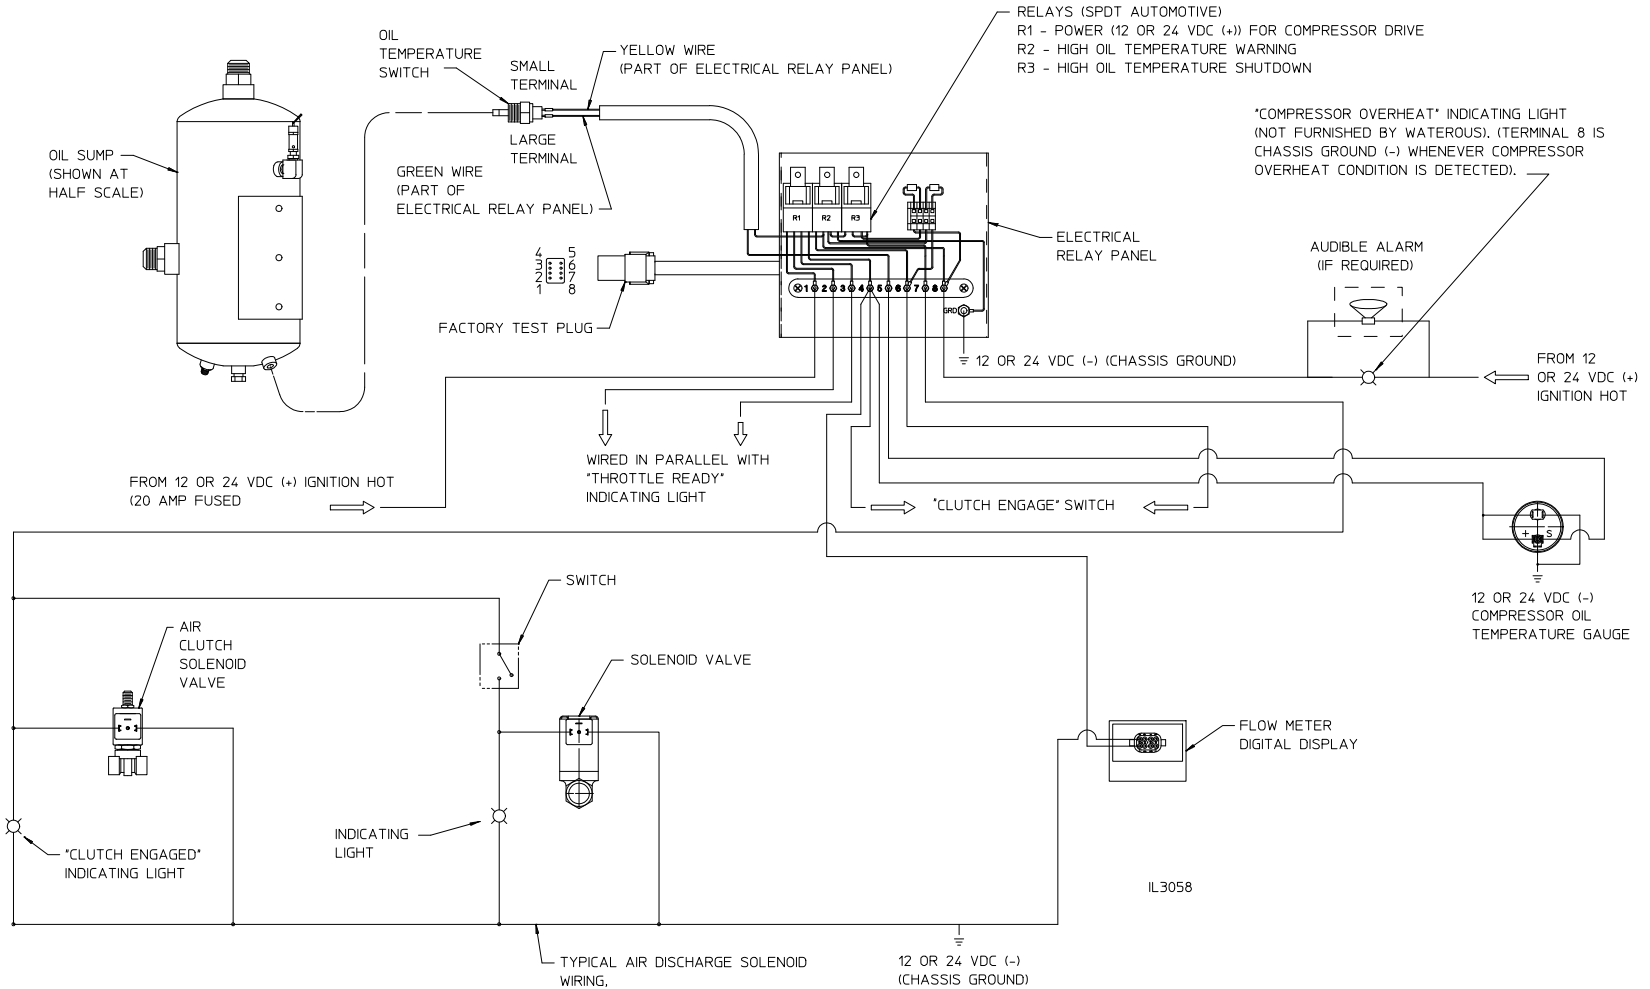 RELAYS (SPDT AUTOMOTIVE)
R1 - POWER (12 OR 24 VDC (+)) FOR COMPRESSOR DRIVE
R2 - HIGH OIL TEMPERATURE WARNING
R3 - HIGH OIL TEMPERATURE SHUTDOWN
OIL
TEMPERATURE
SWITCH
SMALL
TERMINAL
YELLOW WIRE
(PART OF ELECTRICAL RELAY PANEL)
LARGE
TERMINAL
OIL SUMP
(SHOWN AT
HALF SCALE)
GREEN WIRE
(PART OF
ELECTRICAL RELAY PANEL)
"COMPRESSOR OVERHEAT" INDICATING LIGHT
(NOT FURNISHED BY WATEROUS). (TERMINAL 8 IS
CHASSIS GROUND (-) WHENEVER COMPRESSOR
OVERHEAT CONDITION IS DETECTED).
R1 R2 R3
ELECTRICAL
RELAY PANEL
AUDIBLE ALARM
(IF REQUIRED)
4 5
3 6
2 7
1 8
1 2 3 4 5 6 7 8
GRD
FACTORY TEST PLUG
12 OR 24 VDC (-) (CHASSIS GROUND)
FROM 12
OR 24 VDC (+)
IGNITION HOT
WIRED IN PARALLEL WITH
"THROTTLE READY"
INDICATING LIGHT
FROM 12 OR 24 VDC (+) IGNITION HOT
(20 AMP FUSED
"CLUTCH ENGAGE" SWITCH
+ S
12 OR 24 VDC (-)
COMPRESSOR OIL
TEMPERATURE GAUGE
SWITCH
AIR
CLUTCH
SOLENOID
VALVE
SOLENOID VALVE
FLOW METER
DIGITAL DISPLAY
INDICATING
LIGHT
"CLUTCH ENGAGED"
INDICATING LIGHT
IL3058
TYPICAL AIR DISCHARGE SOLENOID
WIRING,
12 OR 24 VDC (-)
(CHASSIS GROUND)